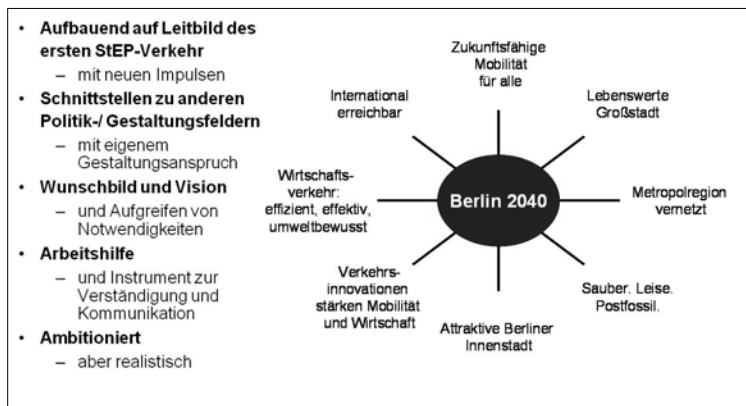 • Aufbauend auf Leitbild des
ersten StEP-Verkehr
– mit neuen Impulsen
• Schnittstellen zu anderen
Politik-/ Gestaltungsfeldern
– mit eigenem
Gestaltungsanspruch
• Wunschbild und Vision
– und Aufgreifen von
Notwendigkeiten
• Arbeitshilfe
– und Instrument zur
Verständigung und
Kommunikation
• Ambitioniert
– aber realistisch
Zukunftsfähige
Mobilität
für alle
Lebenswerte
Großstadt
Metropolregion
vernetzt
Sauber. Leise.
Postfossil.
Attraktive Berliner
Innenstadt
Verkehrs-
innovationen
stärken Mobilität
und Wirtschaft
Wirtschafts-
verkehr:
effizient, effektiv,
umweltbewusst
International
erreichbar
Berlin 2040